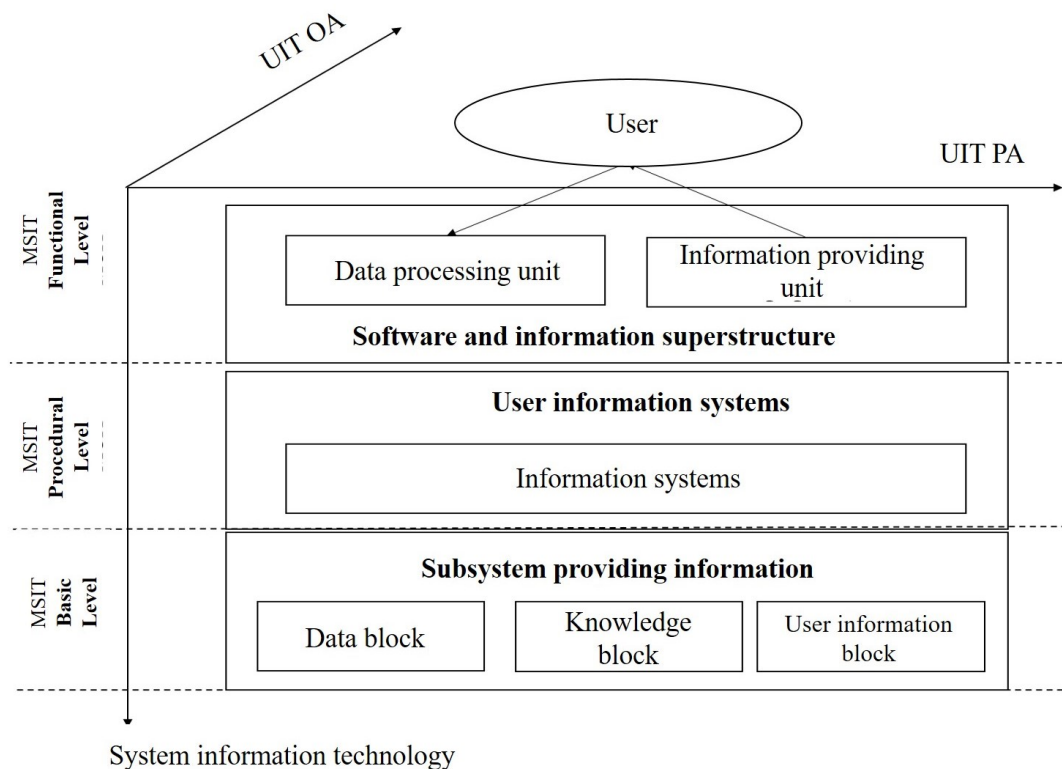 UIT OA
User
UIT PA
MSIT
Functional
Level
Data processing unit
Information providing
unit
Software and information superstructure
MSIT
Procedural
Level
User information systems
Information systems
MSIT
Basic
Level
Subsystem providing information
Data block
Knowledge
block
User information
block
System information technology